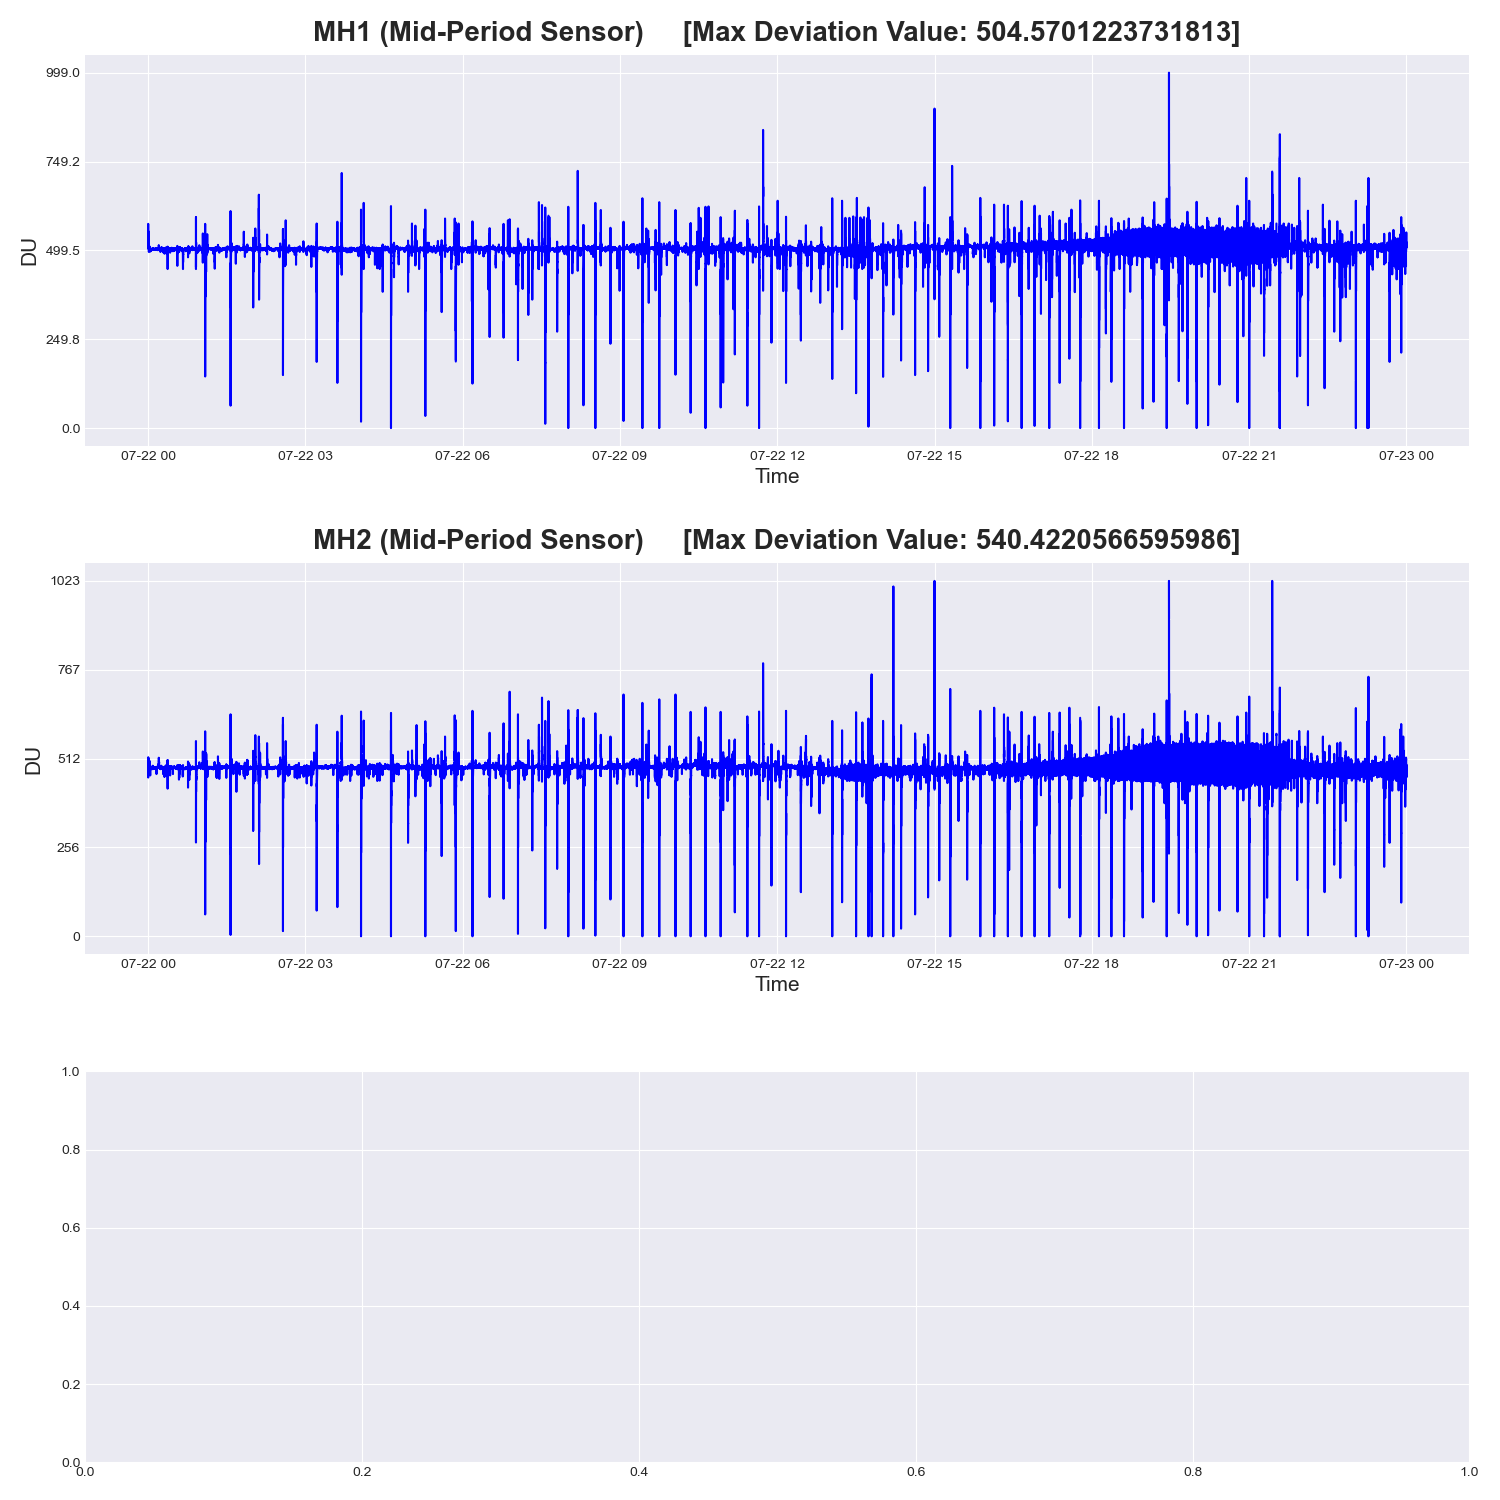 MH1 (Mid-Period Sensor) [Max Deviation Value: 504.5701223731813]
999.0
749.2
499.5
249.8
0.0
DU
07-22 00 07-22 03 07-22 06 07-22 09 07-22 12 07-22 15 07-22 18 07-22 21 07-23 00
Time
MH2 (Mid-Period Sensor) [Max Deviation Value: 540.4220566595986]
1023
767
512
256
0
DU
07-22 00 07-22 03 07-22 06 07-22 09 07-22 12 07-22 15 07-22 18 07-22 21 07-23 00
Time
1.0
0.8
0.6
0.4
0.2
0.0
0.0 0.2 0.4 0.6 0.8 1.0